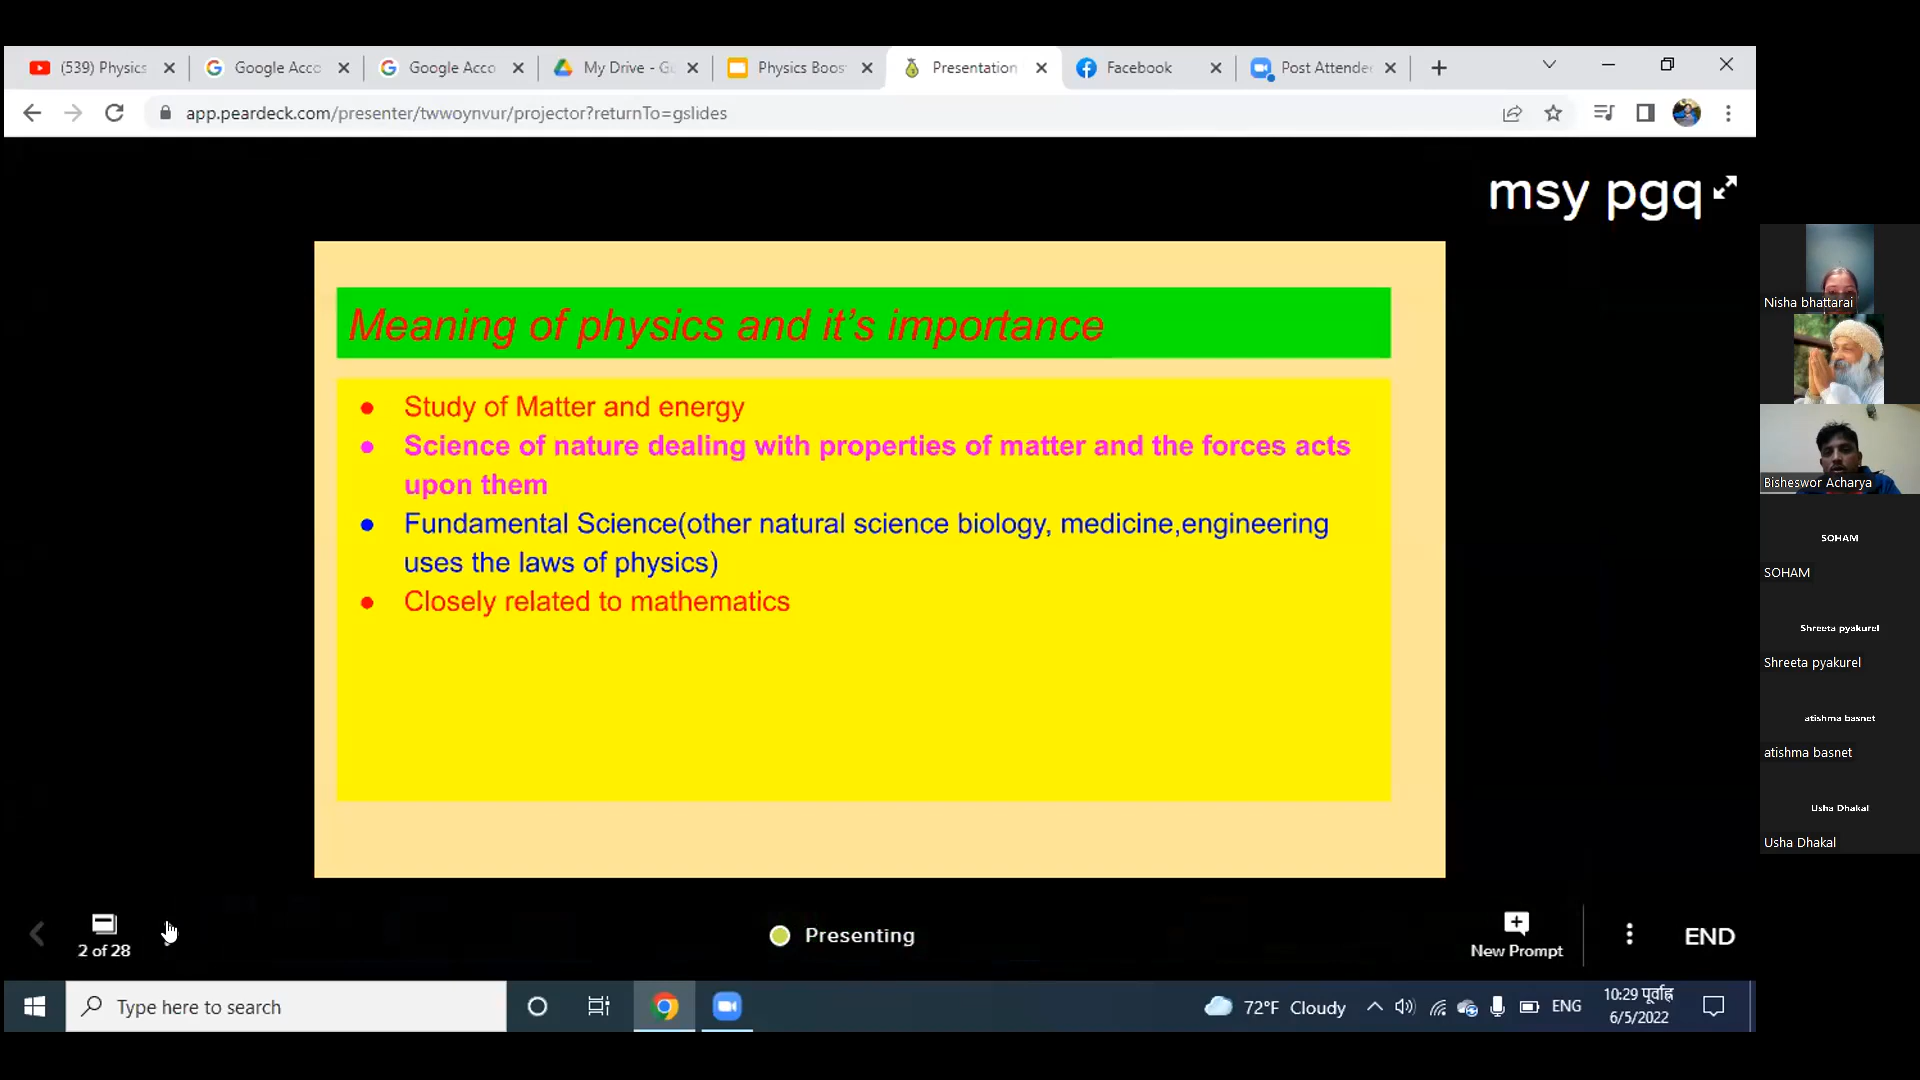 (539) Physics
Google Acco
Google Acco
My Drive - G
Physics Boos
Presentation
Facebook
Post Attende
app.peardeck.com/presenter/twwoynvur/projector?returnTo=gslides
msy pgq
Meaning of physics and it's importance
Study of Matter and energy
Science of nature dealing with properties of matter and the forces acts
upon them
Fundamental Science(other natural science biology, medicine,engineering
uses the laws of physics)
Closely related to mathematics
Nisha bhattarai
Bisheswor Acharya
SOHAM
SOHAM
Shreeta pyakurel
Shreeta pyakurel
atishma basnet
atishma basnet
Usha Dhakal
Usha Dhakal
2 of 28
Presenting
New Prompt
END
Type here to search
72°F Cloudy
ENG
10:29 पूर्वाह्न
6/5/2022